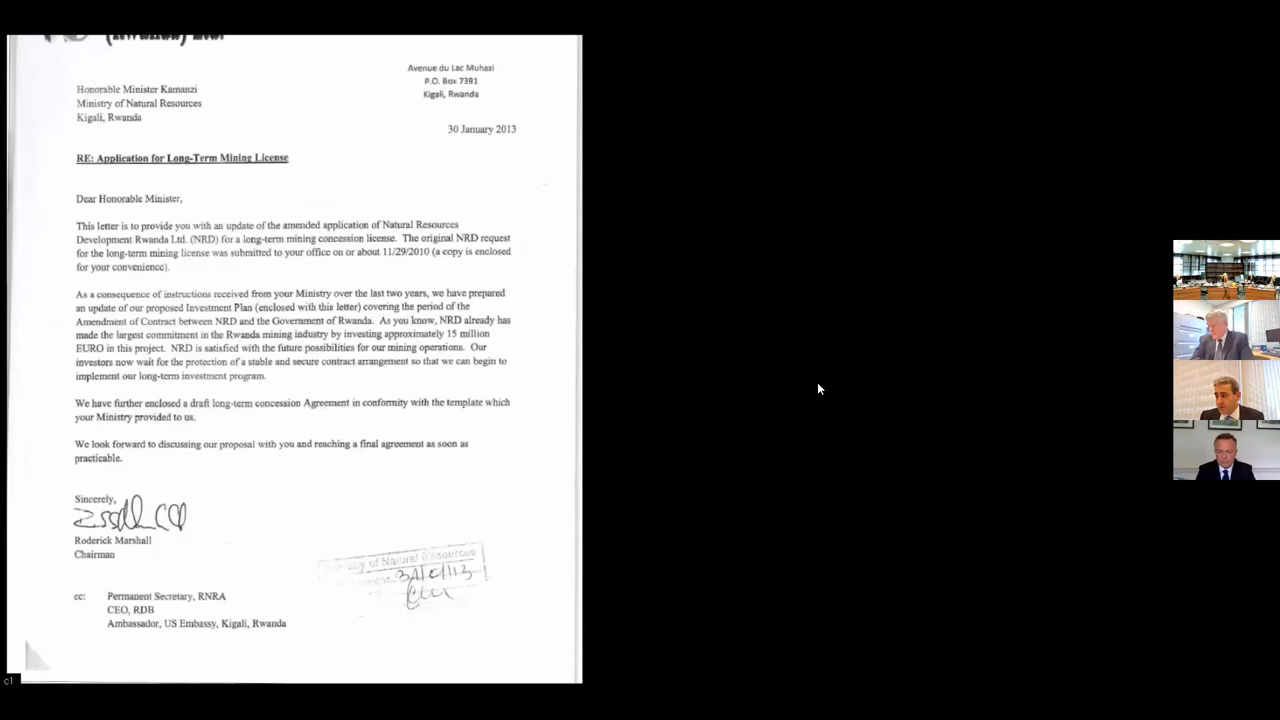 (Rwanda) Ltd.
Avenue du Lac Muhazi
P.O. Box 7391
Kigali, Rwanda
Honorable Minister Kamanzi
Ministry of Natural Resources
Kigali, Rwanda
30 January 2013
RE: Application for Long-Term Mining License
Dear Honorable Minister,
This letter is to provide you with an update of the amended application of Natural Resources
Development Rwanda Ltd. (NRD) for a long-term mining concession license. The original NRD request
for the long-term mining license was submitted to your office on or about 11/29/2010 (a copy is enclosed
for your convenience).
As a consequence of instructions received from your Ministry over the last two years, we have prepared
an update of our proposed Investment Plan (enclosed with this letter) covering the period of the
Amendment of Contract between NRD and the Government of Rwanda. As you know, NRD already has
made the largest commitment in the Rwanda mining industry by investing approximately 15 million
EURO in this project. NRD is satisfied with the future possibilities for our mining operations. Our
investors now wait for the protection of a stable and secure contract arrangement so that we can begin to
implement our long-term investment program.
We have further enclosed a draft long-term concession Agreement in conformity with the template which
your Ministry provided to us.
We look forward to discussing our proposal with you and reaching a final agreement as soon as
practicable.
Sincerely,
Roderick Marshall
Chairman
of Natural Resources
cc: Permanent Secretary, RNRA
CEO, RDB
Ambassador, US Embassy, Kigali, Rwanda
c1